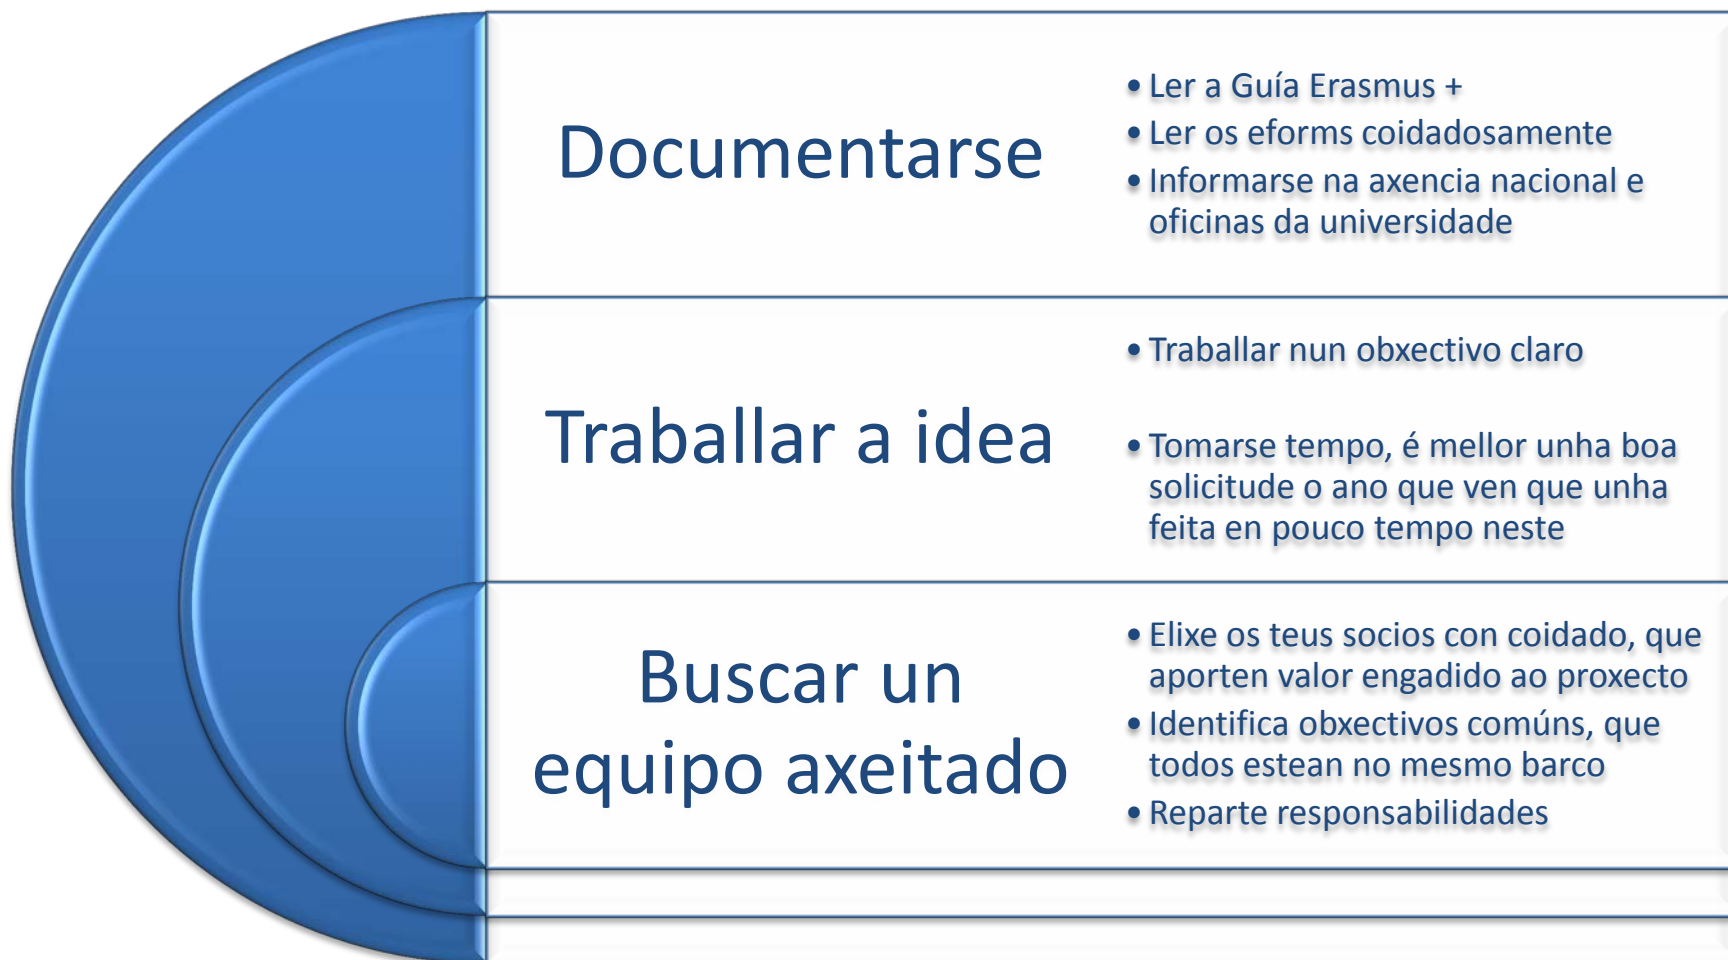 Documentarse
• Ler a Guía Erasmus +
• Ler os eforms coidadosamente
• Informarse na axencia nacional e
oficinas da universidade
Traballar a idea
• Traballar nun obxectivo claro
• Tomarse tempo, é mellor unha boa
solicitude o ano que ven que unha
feita en pouco tempo neste
Buscar un
equipo axeitado
• Elixe os teus socios con coidado, que
aporten valor engadido ao proxecto
• Identifica obxectivos comúns, que
todos estean no mesmo barco
• Reparte responsabilidades